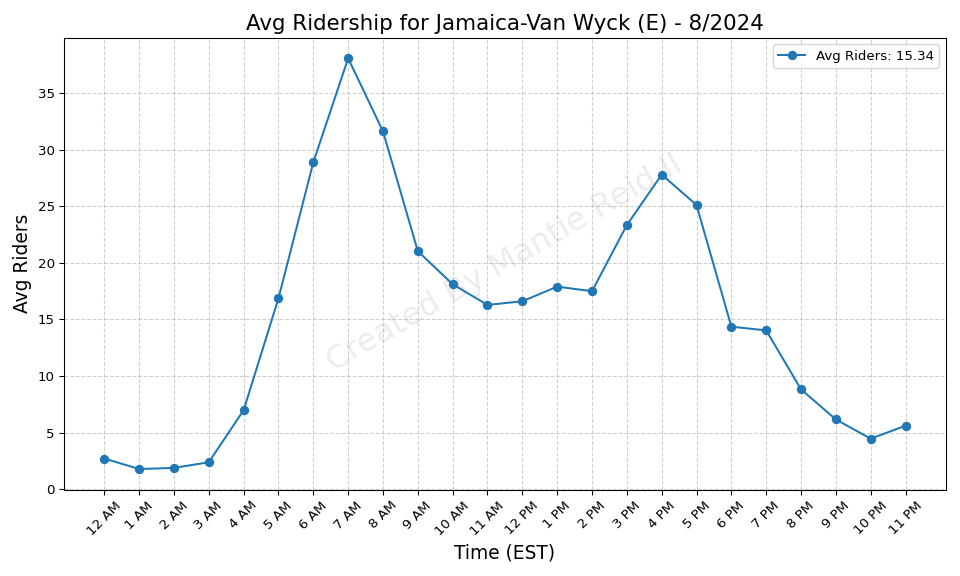 Avg Ridership for Jamaica-Van Wyck (E) - 8/2024
Avg Riders: 15.34
Avg Riders
35
30
25
20
15
10
5
0
Created By Mantie Reid II
12 AM
1 AM
2 AM
3 AM
4 AM
5 AM
6 AM
7 AM
8 AM
9 AM
10 AM
11 AM
12 PM
1 PM
2 PM
3 PM
4 PM
5 PM
6 PM
7 PM
8 PM
9 PM
10 PM
11 PM
Time (EST)